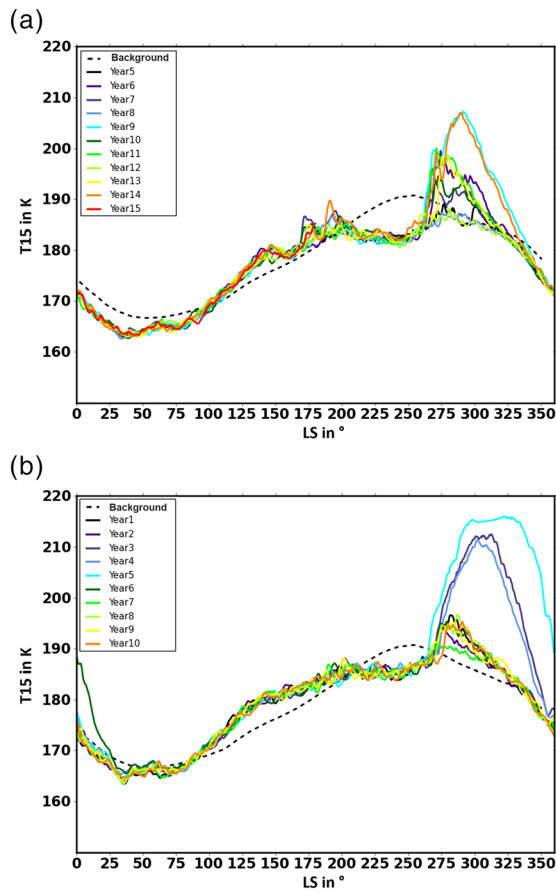 (a)
220
210
200
190
180
170
160
T15 in K
Background
Year5
Year6
Year7
Year8
Year9
Year10
Year11
Year12
Year13
Year14
Year15
0 25 50 75 100 125 150 175 200 225 250 275 300 325 350
LS in °
(b)
220
210
200
190
180
170
160
T15 in K
Background
Year1
Year2
Year3
Year4
Year5
Year6
Year7
Year8
Year9
Year10
0 25 50 75 100 125 150 175 200 225 250 275 300 325 350
LS in °